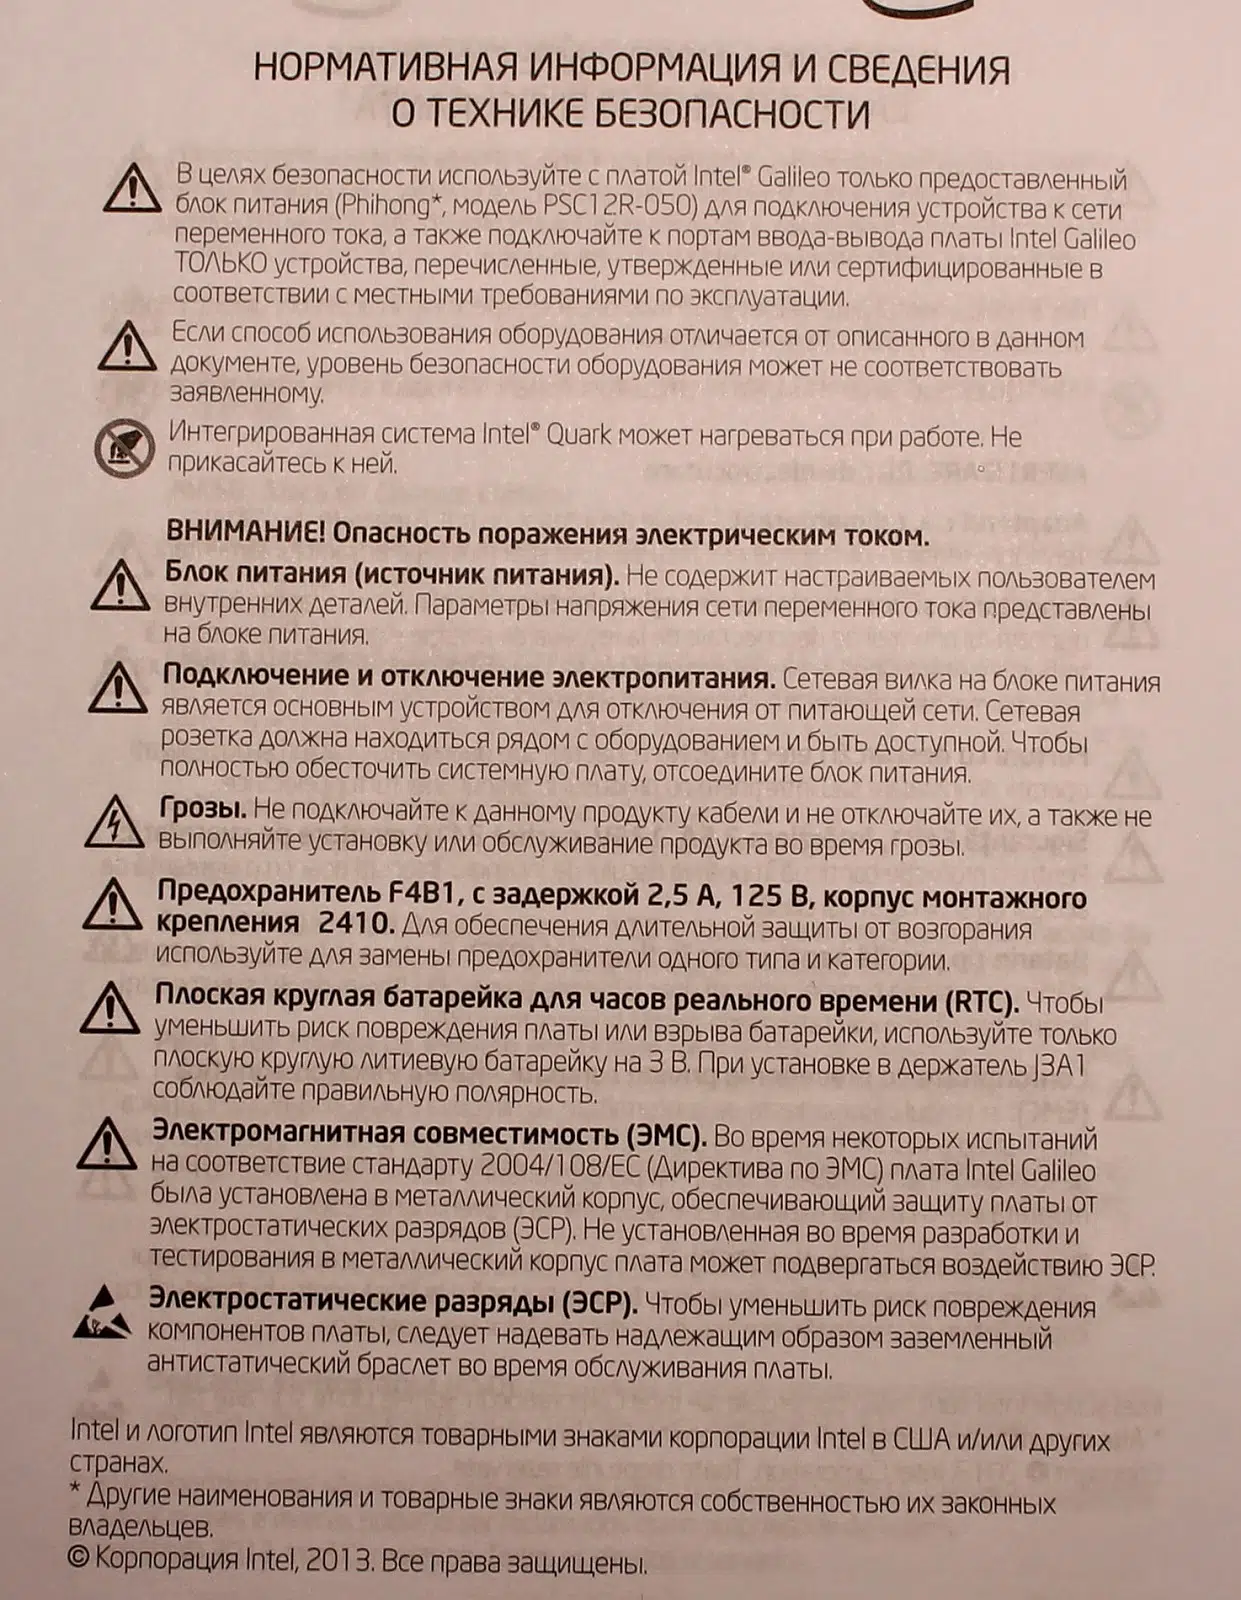 НОРМАТИВНАЯ ИНФОРМАЦИЯ И СВЕДЕНИЯ
О ТЕХНИКЕ БЕЗОПАСНОСТИ
В целях безопасности используйте с платой Intel® Galileo только предоставленный
блок питания (Phihong*, модель PSC12R-050) для подключения устройства к сети
переменного тока, а также подключайте к портам ввода-вывода платы Intel Galileo
ТОЛЬКО устройства, перечисленные, утвержденные или сертифицированные в
соответствии с местными требованиями по эксплуатации.
Если способ использования оборудования отличается от описанного в данном
документе, уровень безопасности оборудования может не соответствовать
заявленному.
Интегрированная система Intel® Quark может нагреваться при работе. Не
прикасайтесь к ней.
ВНИМАНИЕ! Опасность поражения электрическим током.
Блок питания (источник питания). Не содержит настраиваемых пользователем
внутренних деталей. Параметры напряжения сети переменного тока представлены
на блоке питания.
Подключение и отключение электропитания. Сетевая вилка на блоке питания
является основным устройством для отключения от питающей сети. Сетевая
розетка должна находиться рядом с оборудованием и быть доступной. Чтобы
полностью обесточить системную плату, отсоедините блок питания.
Грозы. Не подключайте к данному продукту кабели и не отключайте их, а также не
выполняйте установку или обслуживание продукта во время грозы.
Предохранитель F4B1, с задержкой 2,5 А, 125 В, корпус монтажного
крепления 2410. Для обеспечения длительной защиты от возгорания
используйте для замены предохранители одного типа и категории.
Плоская круглая батарейка для часов реального времени (RTC). Чтобы
уменьшить риск повреждения платы или взрыва батарейки, используйте только
плоскую круглую литиевую батарейку на 3 В. При установке в держатель J3A1
соблюдайте правильную полярность.
Электромагнитная совместимость (ЭМС). Во время некоторых испытаний
на соответствие стандарту 2004/108/EC (Директива по ЭМС) плата Intel Galileo
была установлена в металлический корпус, обеспечивающий защиту платы от
электростатических разрядов (ЭСР). Не установленная во время разработки и
тестирования в металлический корпус плата может подвергаться воздействию ЭСР.
Электростатические разряды (ЭСР). Чтобы уменьшить риск повреждения
компонентов платы, следует надевать надлежащим образом заземленный
антистатический браслет во время обслуживания платы.
Intel и логотип Intel являются товарными знаками корпорации Intel в США и/или других
странах.
* Другие наименования и товарные знаки являются собственностью их законных
владельцев.
© Корпорация Intel, 2013. Все права защищены.